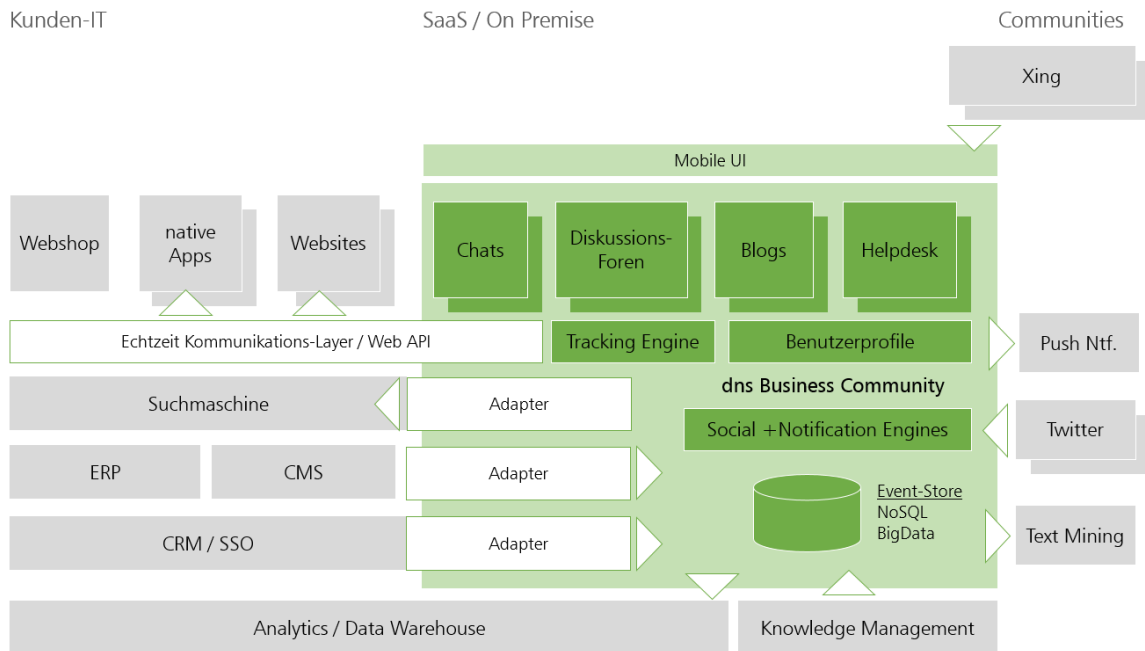 Kunden-IT
SaaS / On Premise
Communities
Xing
Mobile UI
Webshop
native
Apps
Websites
Chats
Diskussions-
Foren
Blogs
Helpdesk
Echtzeit Kommunikations-Layer / Web API
Tracking Engine
Benutzerprofile
Push Ntf.
dns Business Community
Suchmaschine
Adapter
Social +Notification Engines
Twitter
ERP
CMS
Adapter
Event-Store
NoSQL
BigData
CRM / SSO
Adapter
Text Mining
Analytics / Data Warehouse
Knowledge Management